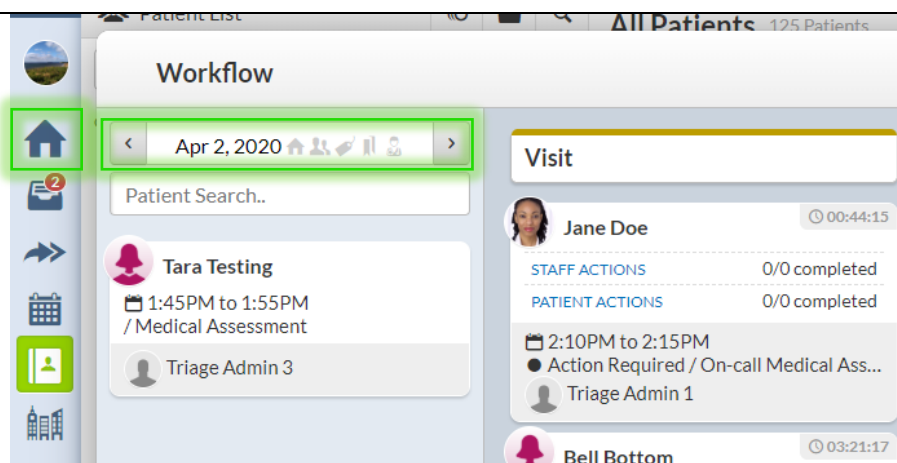 Patient List
All Patients 125 Patients
Workflow
Apr 2, 2020
Patient Search..
2
Tara Testing
1:45PM to 1:55PM
/ Medical Assessment
Triage Admin 3
Visit
Jane Doe
00:44:15
STAFF ACTIONS 0/0 completed
PATIENT ACTIONS 0/0 completed
2:10PM to 2:15PM
Action Required / On-call Medical Ass...
Triage Admin 1
Bell Bottom
03:21:17